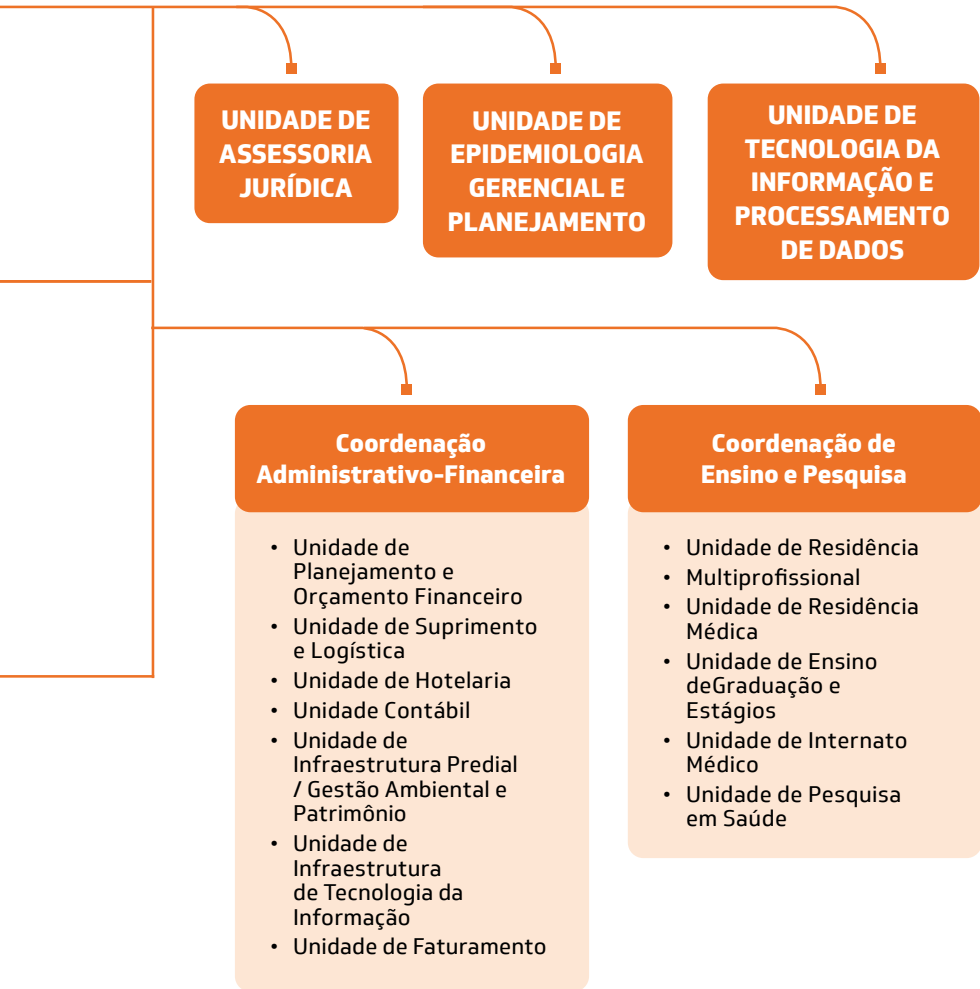 UNIDADE DE
ASSESSORIA
JURÍDICA
UNIDADE DE
EPIDEMIOLOGIA
GERENCIAL E
PLANEJAMENTO
UNIDADE DE
TECNOLOGIA DA
INFORMAÇÃO E
PROCESSAMENTO
DE DADOS
Coordenação
Administrativo-Financeira
• Unidade de
Planejamento e
Orçamento Financeiro
• Unidade de Suprimento
e Logística
• Unidade de Hotelaria
• Unidade Contábil
• Unidade de
Infraestrutura Predial
/ Gestão Ambiental e
Patrimônio
• Unidade de
Infraestrutura
de Tecnologia da
Informação
• Unidade de Faturamento
Coordenação de
Ensino e Pesquisa
• Unidade de Residência
• Multiprofissional
• Unidade de Residência
Médica
• Unidade de Ensino
deGraduação e
Estágios
• Unidade de Internato
Médico
• Unidade de Pesquisa
em Saúde